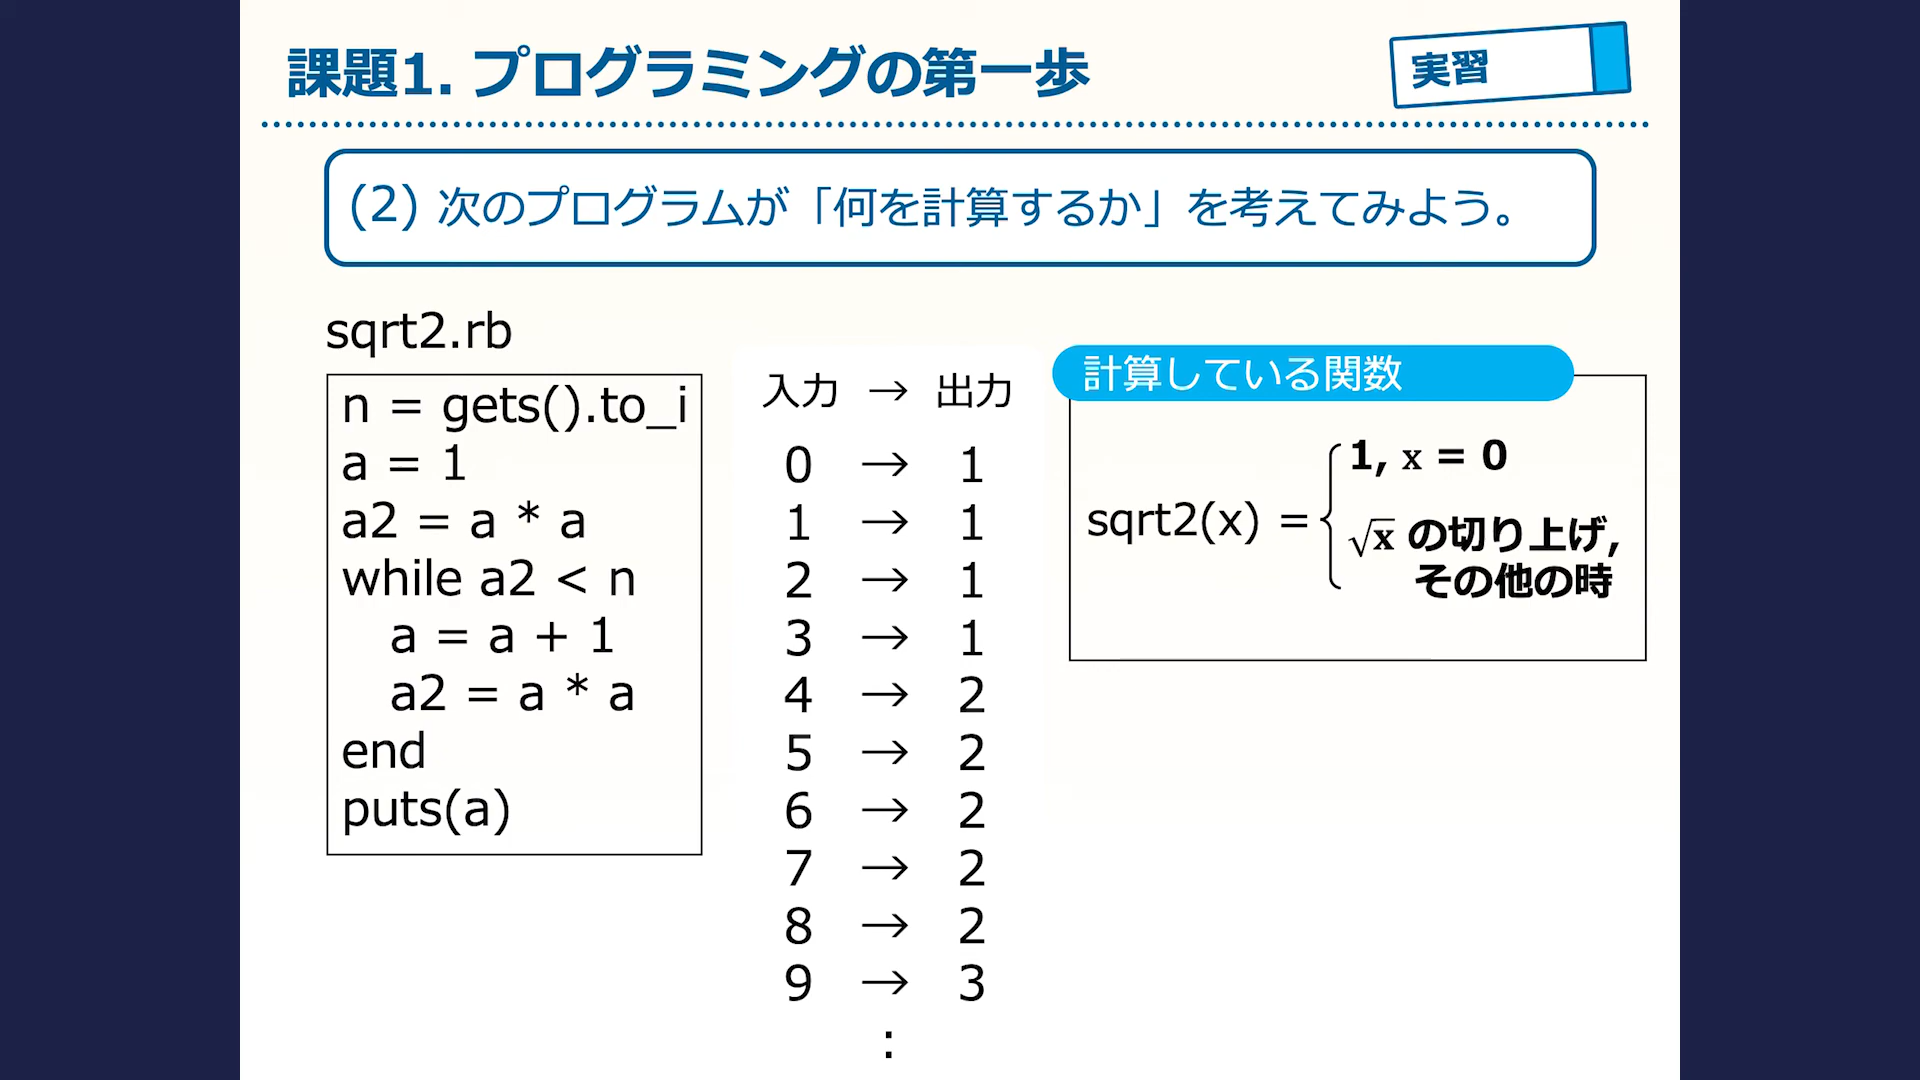 課題1. プログラミングの第一歩
実習
(2) 次のプログラムが「何を計算するか」を考えてみよう。
sqrt2.rb
n = gets().to_i
a = 1
a2 = a * a
while a2 < n
a = a + 1
a2 = a * a
end
puts(a)
入力 → 出力
0 → 1
1 → 1
2 → 1
3 → 1
4 → 2
5 → 2
6 → 2
7 → 2
8 → 2
9 → 3
:
計算している関数
1, x = 0
sqrt2(x) =
√x の切り上げ,
その他の時